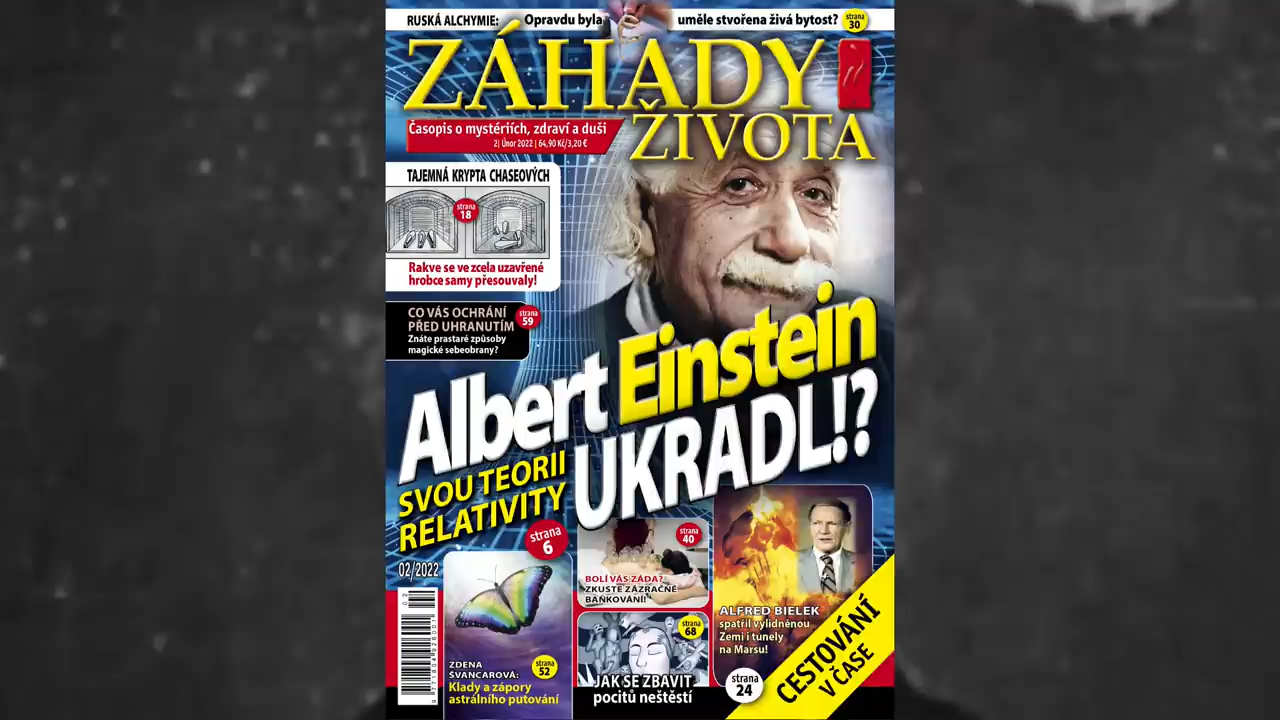 RUSKÁ ALCHYMIE: Opravdu byla uměle stvořena živá bytost? strana 30
ZÁHADY
ŽIVOTA
Časopis o mystériích, zdraví a duši
2| Únor 2022 | 64,90 Kč/3,20 €
TAJEMNÁ KRYPTA CHASEOVÝCH
strana
18
Rakve se ve zcela uzavřené
hrobce samy přesouvaly!
CO VÁS OCHRÁNÍ
PŘED UHRANUTÍM
strana
59
Znáte prastaré způsoby
magické sebeobrany?
Albert Einstein
UKRADL!?
SVOU TEORII
RELATIVITY
strana
6
02/2022
ZDENA
ŠVANCAROVÁ:
Klady a zápory
astrálního putování
strana
52
strana
40
BOLÍ VÁS ZÁDA?
ZKUSTE ZÁZRAČNÉ
BAŇKOVÁNÍ!
strana
68
JAK SE ZBAVIT
pocitů neštěstí
ALFRED BIELEK
spatřil vylidněnou
Zemi i tunely
na Marsu!
strana
24
CESTOVÁNÍ
V ČASE